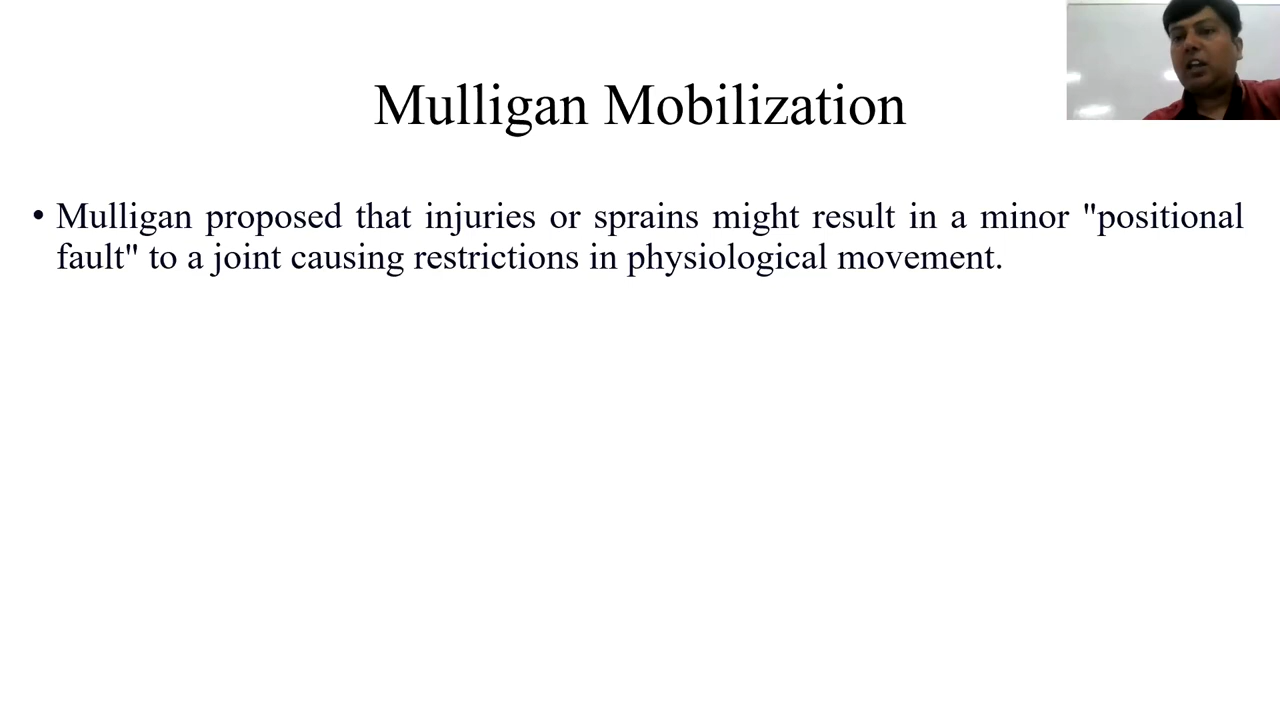 Mulligan Mobilization
• Mulligan proposed that injuries or sprains might result in a minor "positional
fault" to a joint causing restrictions in physiological movement.